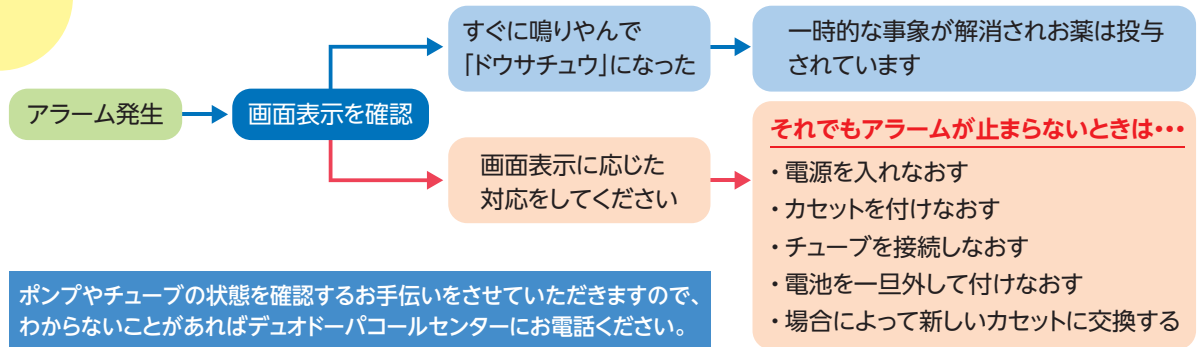 アラーム発生
画面表示を確認
すぐに鳴りやんで
「ドウサチュウ」になった
一時的な事象が解消されお薬は投与
されています
画面表示に応じた
対応をしてください
それでもアラームが止まらないときは･･･
・電源を入れなおす
・カセットを付けなおす
・チューブを接続しなおす
・電池を一旦外して付けなおす
・場合によって新しいカセットに交換する
ポンプやチューブの状態を確認するお手伝いをさせていただきますので、
わからないことがあればデュオドーパコールセンターにお電話ください。